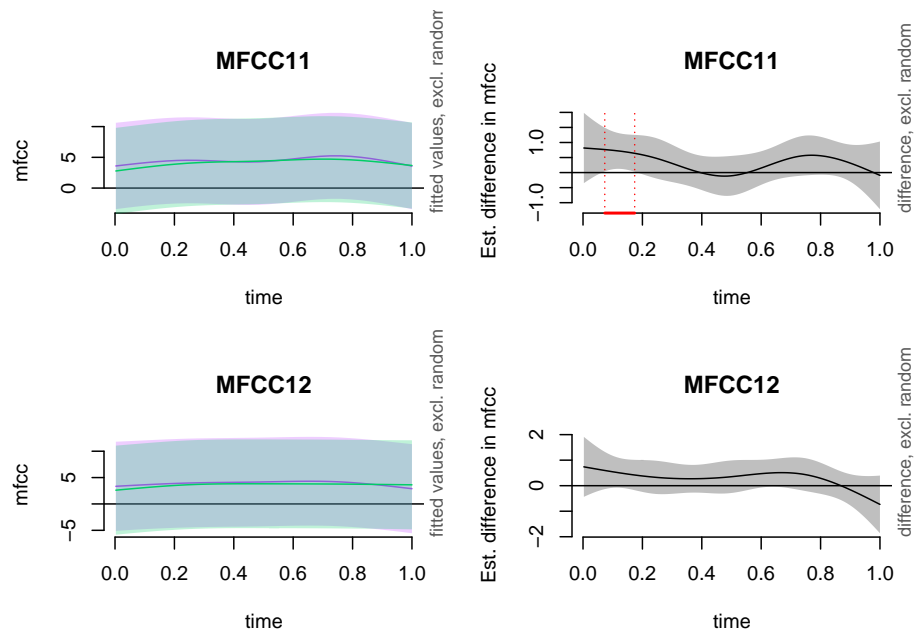 MFCC11
mfcc
5
0
0.0 0.2 0.4 0.6 0.8 1.0
time
fitted values, excl. random
MFCC11
Est. difference in mfcc
1.0
−1.0
0.0 0.2 0.4 0.6 0.8 1.0
time
difference, excl. random
MFCC12
mfcc
5
−5
0.0 0.2 0.4 0.6 0.8 1.0
time
fitted values, excl. random
MFCC12
Est. difference in mfcc
2
0
−2
0.0 0.2 0.4 0.6 0.8 1.0
time
difference, excl. random